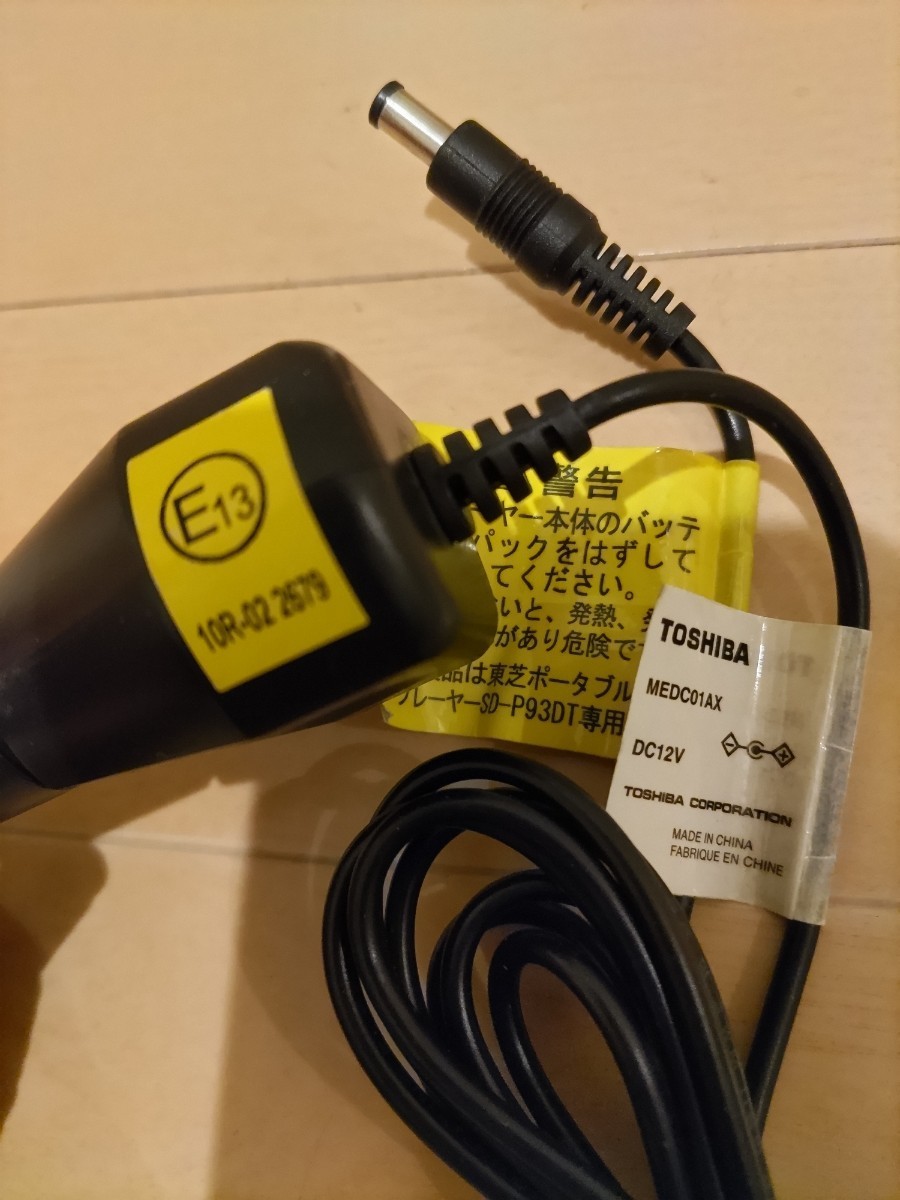 E13
10R-02 2679
警告
ヤー本体のバッテ
パックをはずして
てください。
いと、発熱、
があり危険で
品は東芝ポータブル
プレーヤーSD-P93DT専用
TOSHIBA
MEDC01AX
DC12V
TOSHIBA CORPORATION
MADE IN CHINA
FABRIQUE EN CHINE